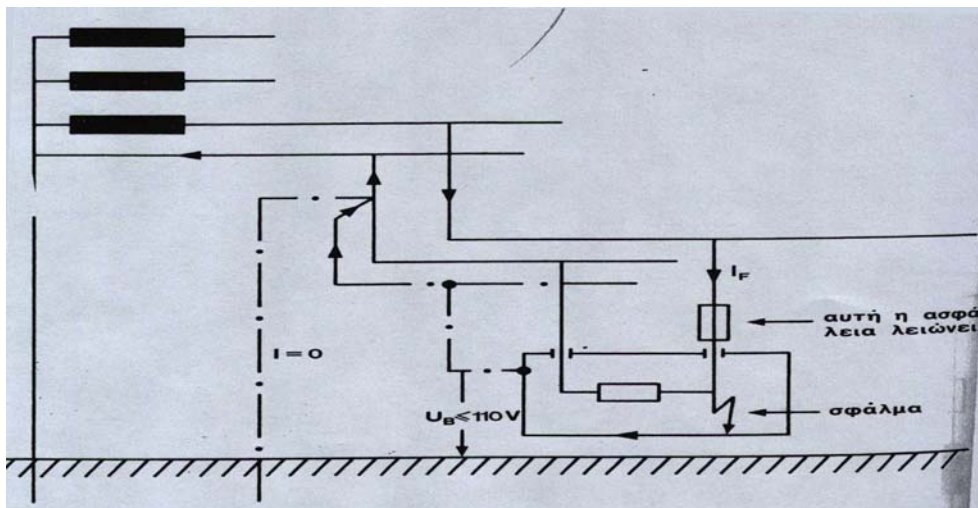 I_F
αυτή η ασφά
λεια λειώνει
I=0
U_B≤110V
σφάλμα